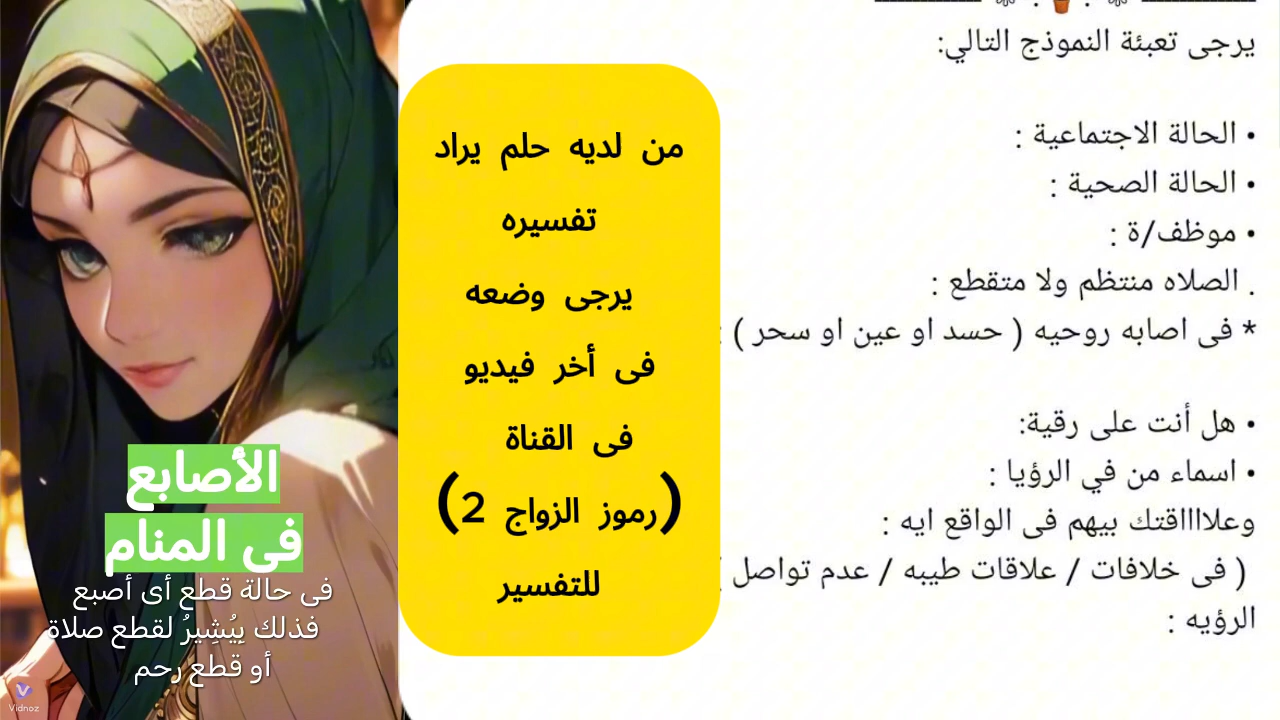 يرجى تعبئة النموذج التالي:
• الحالة الاجتماعية :
• الحالة الصحية :
• موظف/ة :
. الصلاه منتظم ولا متقطع :
* فى اصابه روحيه ( حسد او عين او سحر ) :
• هل أنت على رقية:
• اسماء من في الرؤيا :
وعلاااقتك بيهم فى الواقع ايه :
( فى خلافات / علاقات طيبه / عدم تواصل )
الرؤيه :
من لديه حلم يراد
تفسيره
يرجى وضعه
فى أخر فيديو
فى القناة
(رموز الزواج 2)
للتفسير
الأصابع
فى المنام
فى حالة قطع أى أصبع
فذلك بِيُشِيرُ لقطع صلاة
أو قطع رحم
Vidnoz